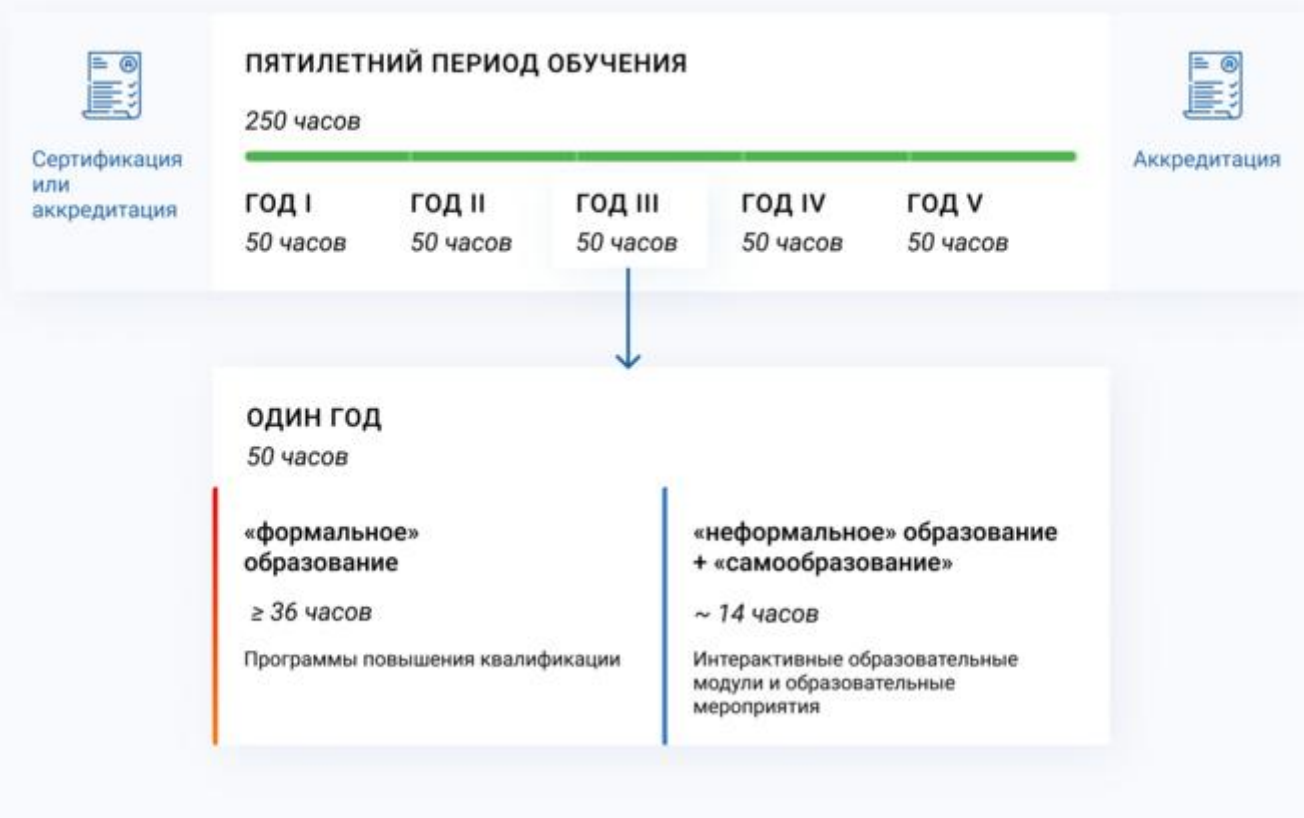 ПЯТИЛЕТНИЙ ПЕРИОД ОБУЧЕНИЯ
250 часов
Сертификация
или
аккредитация
Аккредитация
ГОД I
ГОД II
ГОД III
ГОД IV
ГОД V
50 часов
50 часов
50 часов
50 часов
50 часов
ОДИН ГОД
50 часов
«формальное»
образование
≥ 36 часов
Программы повышения квалификации
«неформальное» образование
+ «самообразование»
~ 14 часов
Интерактивные образовательные
модули и образовательные
мероприятия